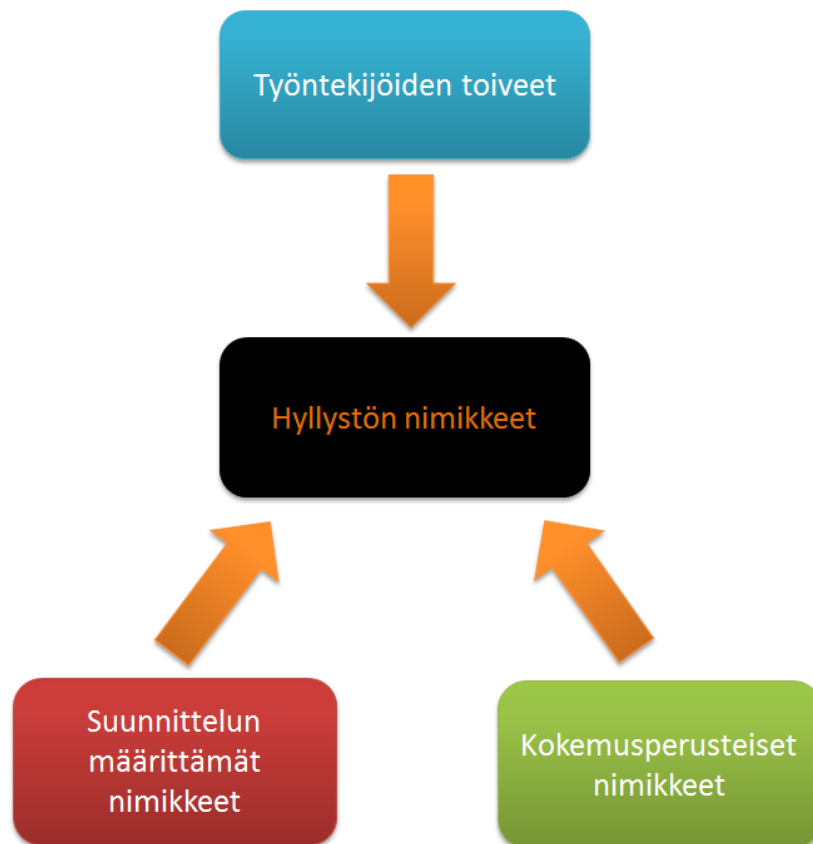 Työntekijöiden toiveet
Hyllystön nimikkeet
Suunnittelun
määrittämät
nimikkeet
Kokemusperusteiset
nimikkeet